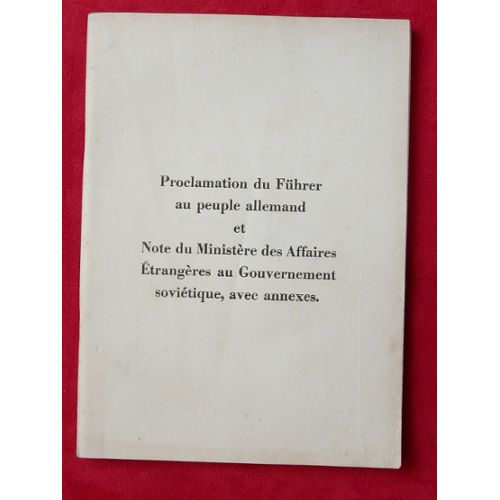 Proclamation du Führer
au peuple allemand
et
Note du Ministère des Affaires
Étrangères au Gouvernement
soviétique, avec annexes.